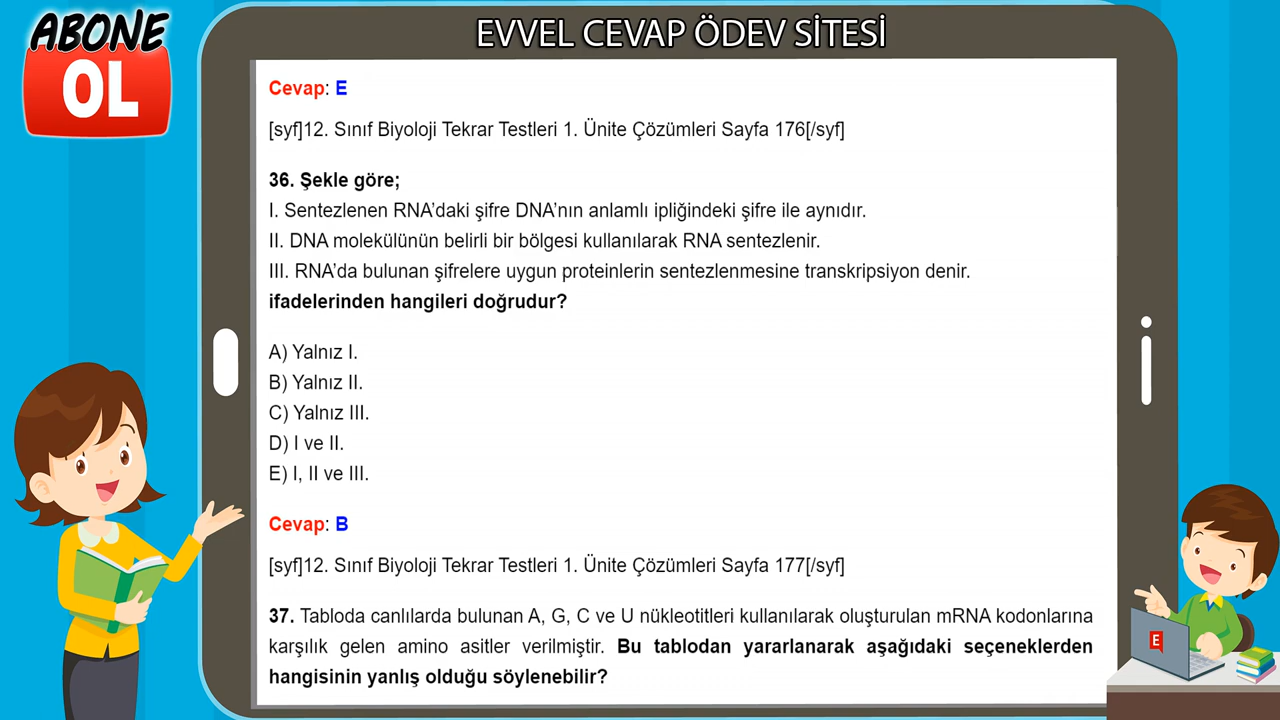 ABONE
OL
EVVEL CEVAP ÖDEV SİTESİ
Cevap: E
[syf]12. Sınıf Biyoloji Tekrar Testleri 1. Ünite Çözümleri Sayfa 176[/syf]
36. Şekle göre;
I. Sentezlenen RNA’daki şifre DNA’nın anlamlı ipliğindeki şifre ile aynıdır.
II. DNA molekülünün belirli bir bölgesi kullanılarak RNA sentezlenir.
III. RNA’da bulunan şifrelere uygun proteinlerin sentezlenmesine transkripsiyon denir.
ifadelerinden hangileri doğrudur?
A) Yalnız I.
B) Yalnız II.
C) Yalnız III.
D) I ve II.
E) I, II ve III.
Cevap: B
[syf]12. Sınıf Biyoloji Tekrar Testleri 1. Ünite Çözümleri Sayfa 177[/syf]
37. Tabloda canlılarda bulunan A, G, C ve U nükleotitleri kullanılarak oluşturulan mRNA kodonlarına
karşılık gelen amino asitler verilmiştir. Bu tablodan yararlanarak aşağıdaki seçeneklerden
hangisinin yanlış olduğu söylenebilir?
E